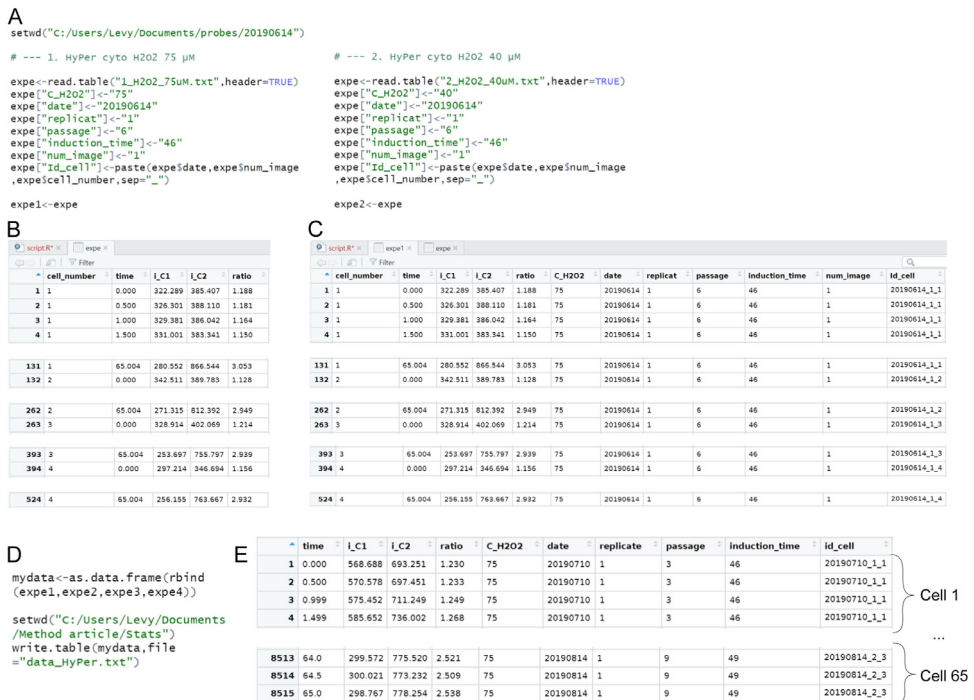 A
setwd("C:/Users/Levy/Documents/probes/20190614")
# --- 1. HyPer cyto H2O2 75 µM
expe<-read.table("1_H2O2_75uM.txt",header=TRUE)
expe["C_H2O2"]<-"75"
expe["date"]<-"20190614"
expe["replicat"]<-"1"
expe["passage"]<-"6"
expe["induction_time"]<-"46"
expe["num_image"]<-"1"
expe["Id_cell"]<-paste(expe$date,expe$num_image
,expe$cell_number,sep="_")
expe1<-expe
# --- 2. HyPer cyto H2O2 40 µM
expe<-read.table("2_H2O2_40uM.txt",header=TRUE)
expe["C_H2O2"]<-"40"
expe["date"]<-"20190614"
expe["replicat"]<-"1"
expe["passage"]<-"6"
expe["induction_time"]<-"46"
expe["num_image"]<-"1"
expe["Id_cell"]<-paste(expe$date,expe$num_image
,expe$cell_number,sep="_")
expe2<-expe
B
script.R* × expe ×
Filter
cell_number time i_C1 i_C2 ratio
1 1 0.000 322.289 385.407 1.188
2 1 0.500 326.301 388.110 1.181
3 1 1.000 329.381 386.042 1.164
4 1 1.500 331.001 383.341 1.150
131 1 65.004 280.552 866.544 3.053
132 2 0.000 342.511 389.783 1.128
262 2 65.004 271.315 812.392 2.949
263 3 0.000 328.914 402.069 1.214
393 3 65.004 253.697 755.797 2.939
394 4 0.000 297.214 346.694 1.156
524 4 65.004 256.155 763.667 2.932
C
script.R* × expe1 × expe ×
Filter
cell_number time i_C1 i_C2 ratio C_H2O2 date replicat passage induction_time num_image Id_cell
1 1 0.000 322.289 385.407 1.188 75 20190614 1 6 46 1 20190614_1_1
2 1 0.500 326.301 388.110 1.181 75 20190614 1 6 46 1 20190614_1_1
3 1 1.000 329.381 386.042 1.164 75 20190614 1 6 46 1 20190614_1_1
4 1 1.500 331.001 383.341 1.150 75 20190614 1 6 46 1 20190614_1_1
131 1 65.004 280.552 866.544 3.053 75 20190614 1 6 46 1 20190614_1_1
132 2 0.000 342.511 389.783 1.128 75 20190614 1 6 46 1 20190614_1_2
262 2 65.004 271.315 812.392 2.949 75 20190614 1 6 46 1 20190614_1_2
263 3 0.000 328.914 402.069 1.214 75 20190614 1 6 46 1 20190614_1_3
393 3 65.004 253.697 755.797 2.939 75 20190614 1 6 46 1 20190614_1_3
394 4 0.000 297.214 346.694 1.156 75 20190614 1 6 46 1 20190614_1_4
524 4 65.004 256.155 763.667 2.932 75 20190614 1 6 46 1 20190614_1_4
D
mydata<-as.data.frame(rbind
(expe1,expe2,expe3,expe4))
setwd("C:/Users/Levy/Documents
/Method article/Stats")
write.table(mydata,file
="data_HyPer.txt")
E
time i_C1 i_C2 ratio C_H2O2 date replicate passage induction_time id_cell
1 0.000 568.688 693.251 1.230 75 20190710 1 3 46 20190710_1_1
2 0.500 570.578 697.451 1.233 75 20190710 1 3 46 20190710_1_1
3 0.999 575.452 711.249 1.249 75 20190710 1 3 46 20190710_1_1
4 1.499 585.652 736.002 1.268 75 20190710 1 3 46 20190710_1_1
Cell 1
...
8513 64.0 299.572 775.520 2.521 75 20190814 1 9 49 20190814_2_3
8514 64.5 300.021 773.232 2.509 75 20190814 1 9 49 20190814_2_3
8515 65.0 298.767 778.254 2.538 75 20190814 1 9 49 20190814_2_3
Cell 65